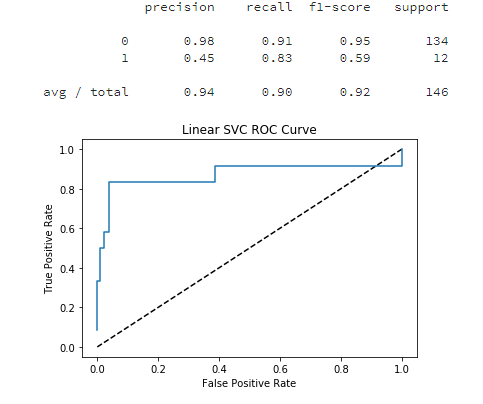 precision recall f1-score support
0 0.98 0.91 0.95 134
1 0.45 0.83 0.59 12
avg / total 0.94 0.90 0.92 146
Linear SVC ROC Curve
1.0
0.8
0.6
0.4
0.2
0.0
True Positive Rate
0.0 0.2 0.4 0.6 0.8 1.0
False Positive Rate